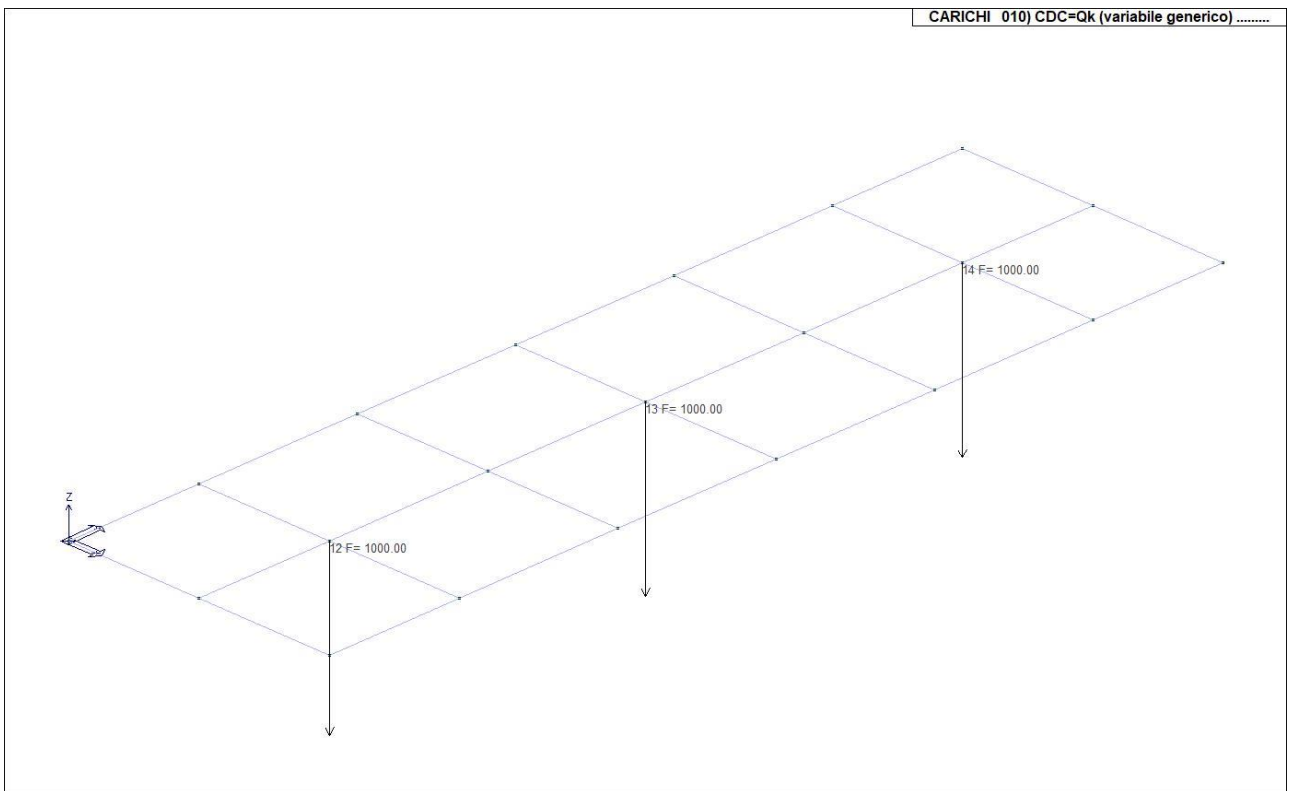 CARICHI 010) CDC=Qk (variabile generico) .........
14 F= 1000.00
13 F= 1000.00
Z
12 F= 1000.00